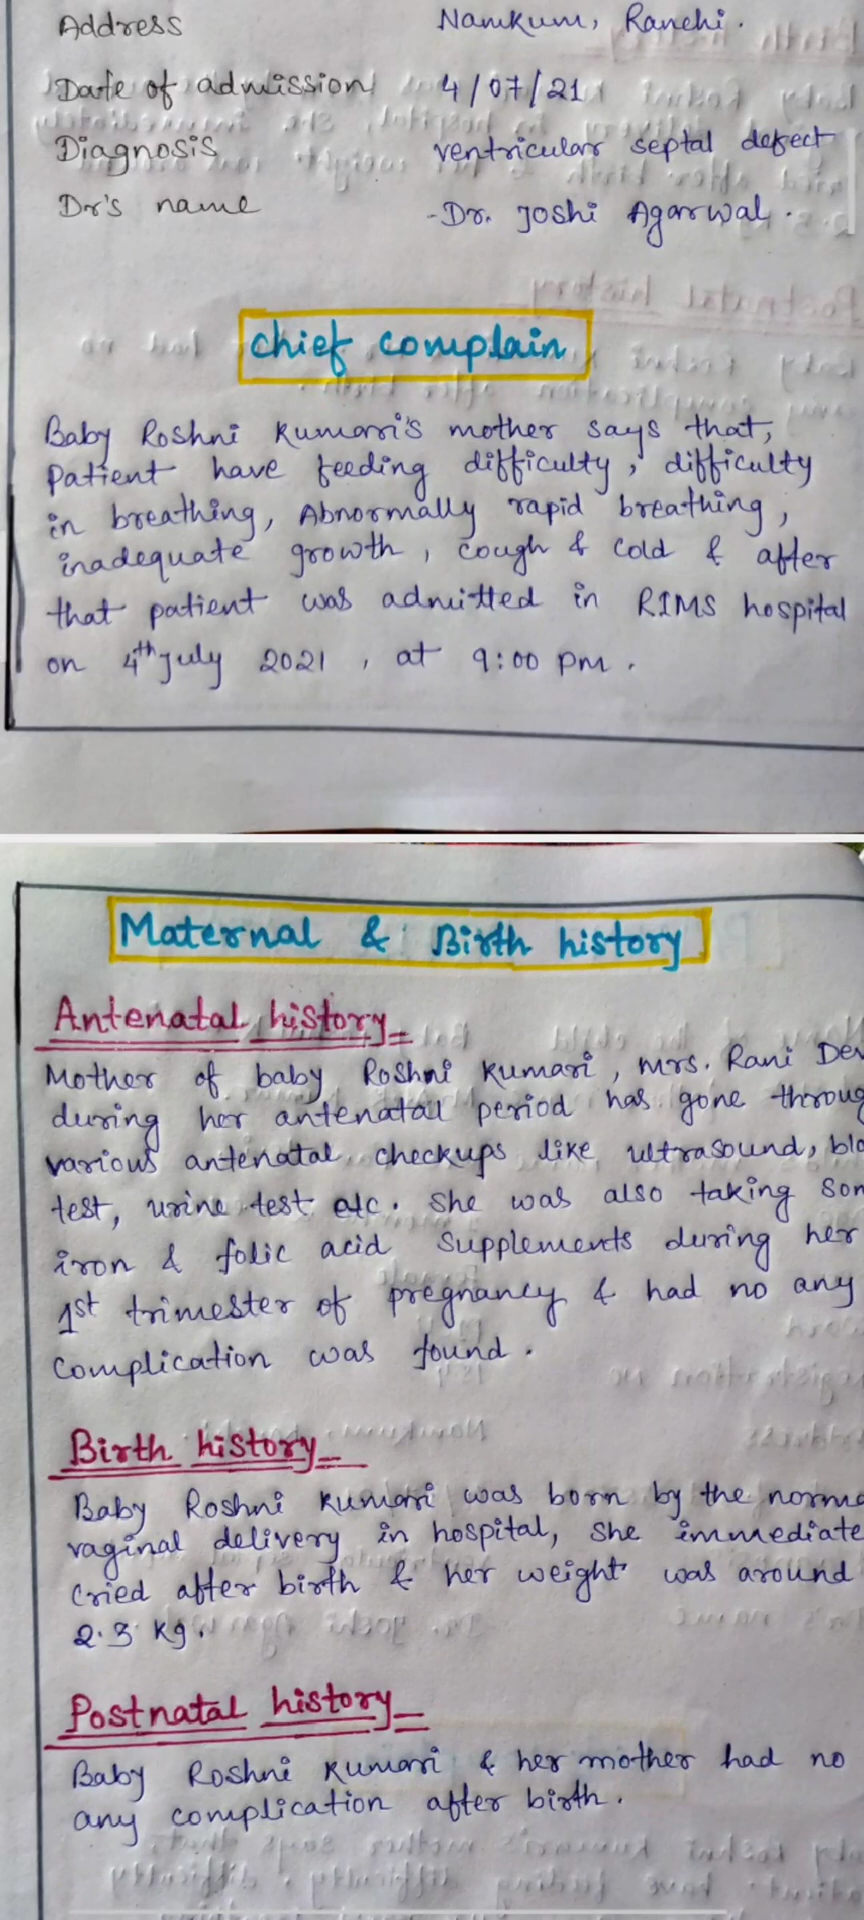 Address Namkum, Ranchi.
Date of admission 4/07/21
Diagnosis ventricular septal defect
Dr's name - Dr. Joshi Agarwal.
Chief complain
Baby Roshni Kumari's mother says that,
patient have feeding difficulty, difficulty
in breathing, Abnormally rapid breathing,
inadequate growth, cough & cold & after
that patient was admitted in RIMS hospital
on 4th july 2021, at 9:00 pm.
Maternal & Birth history
Antenatal history
Mother of baby Roshni Kumari, Mrs. Rani
during her antenatal period has gone throug
various antenatal checkups like ultrasound,
test, urine test etc. she was also taking
iron & folic acid supplements during her
1st trimester of pregnancy & had no any
complication was found.
Birth history
Baby Roshni Kumari was born by the
vaginal delivery in hospital, she immediate
cried after birth & her weight was around
2.3 kg.
Postnatal history
Baby Roshni Kumari & her mother had no
any complication after birth.